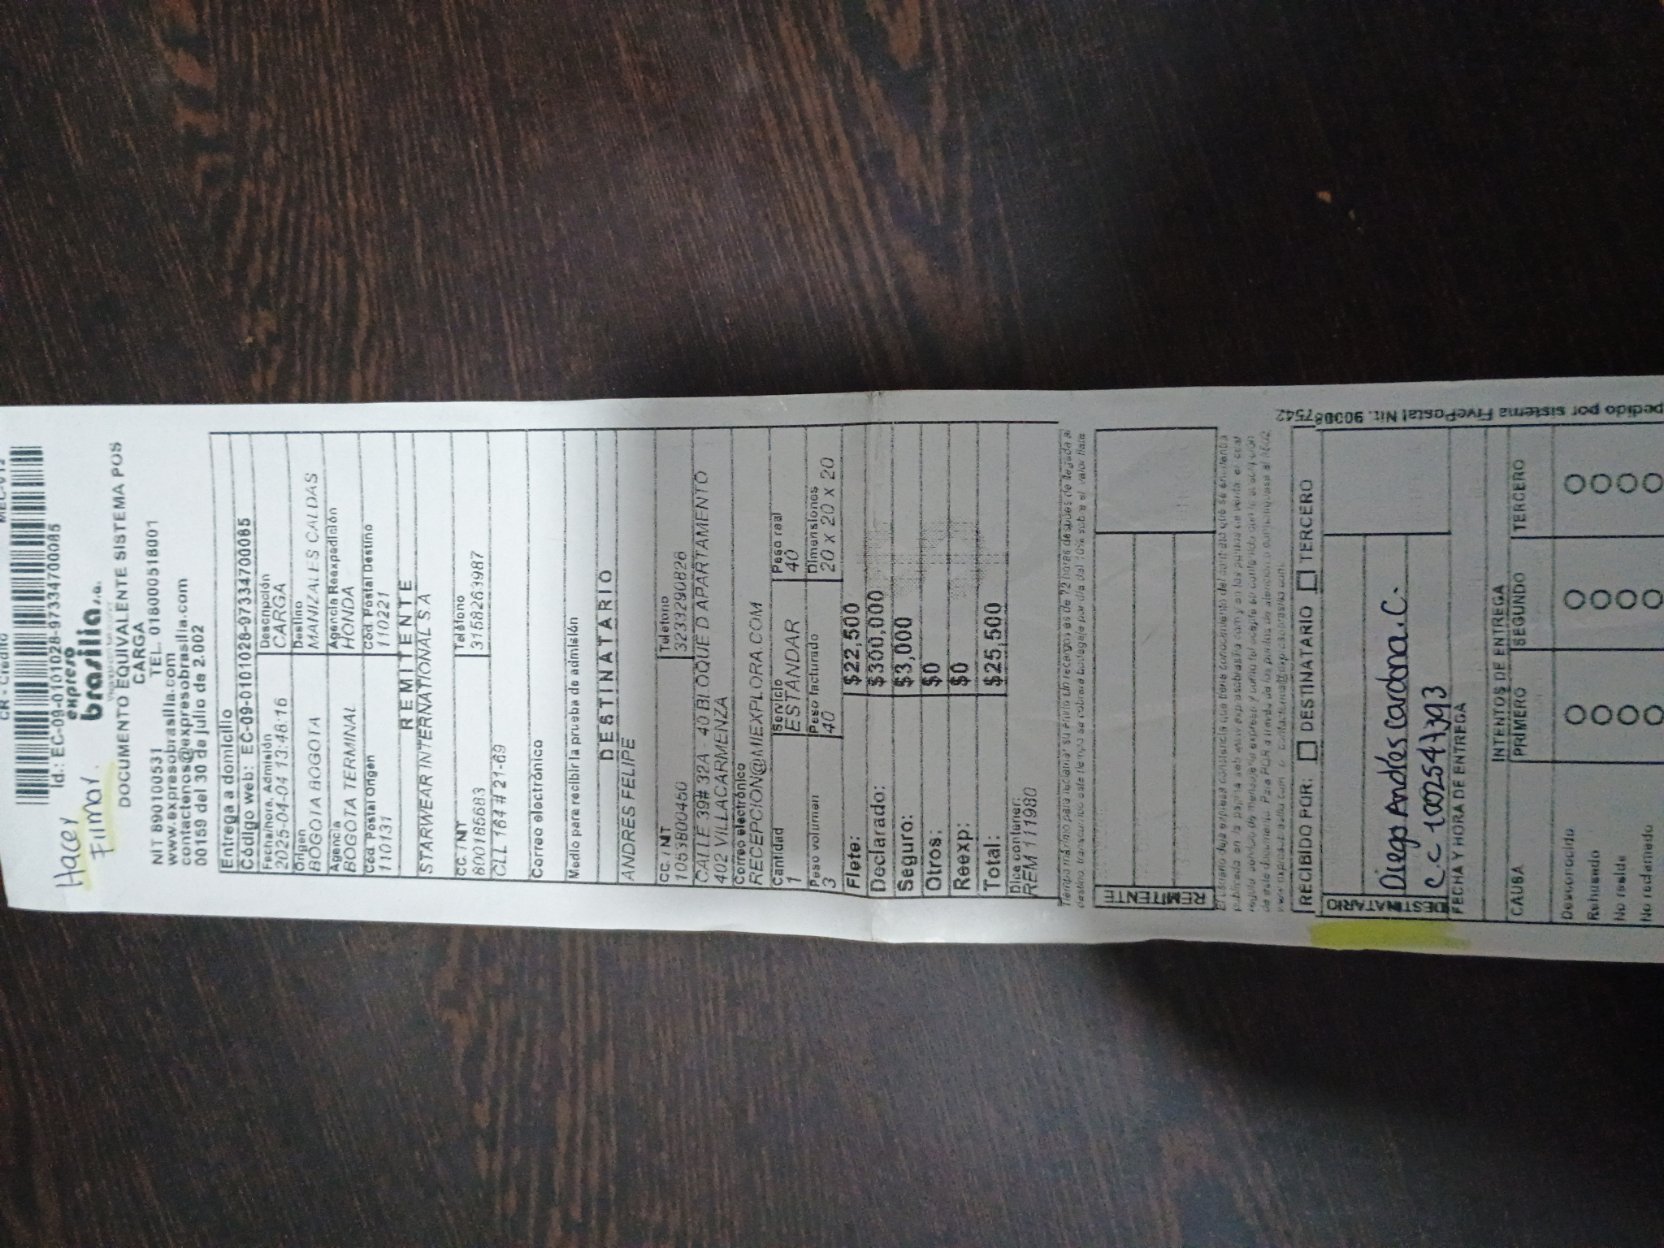 CR - Credito
Id.: EC-09-0101028-97334700085
Hacer
Firmar.
expreso
brasilia s.a.
DOCUMENTO EQUIVALENTE SISTEMA POS
CARGA
NIT 890100531 TEL. 018000518001
www.expresobrasilia.com
contactenos@expresobrasilia.com
00159 del 30 de julio de 2.002
Entrega a domicilio
Código web: EC-09-0101028-97334700085
Fecha/hora, Admisión Descripción
2025-04-04 13:48:16 CARGA
Origen Destino
BOGOTA BOGOTA MANIZALES CALDAS
Agencia Agencia Reexpedición
BOGOTA TERMINAL HONDA
Cód Postal Origen Cód Postal Destino
110131 110221
REMITENTE
STARWEAR INTERNATIONAL S A
CC. / NIT Teléfono
800185683 3158263987
CLL 164 # 21-69
Correo electrónico
Medio para recibir la prueba de admisión
DESTINATARIO
ANDRES FELIPE
CC. / NIT Teléfono
1053800450 3233290826
CALLE 39# 32A - 40 BLOQUE D APARTAMENTO
402 VILLACARMENZA
Correo electrónico
RECEPCION@MIEXPLORA.COM
Cantidad Servicio Peso real
1 ESTANDAR 40
Peso volumen Peso facturado Dimensiones
3 40 20 x 20 x 20
Flete: $22,500
Declarado: $300,000
Seguro: $3,000
Otros: $0
Reexp: $0
Total: $25,500
Dice contener:
REM 111980
REMITENTE
RECIBIDO POR: DESTINATARIO TERCERO
DESTINATARIO
Diego Andrés Cardona C.
C.C 1002547393
FECHA Y HORA DE ENTREGA
INTENTOS DE ENTREGA
CAUSA PRIMERO SEGUNDO TERCERO
Desconocido
Rehusado
No reside
No reclamado
pedido por sistema FivePostal Nit. 900087542